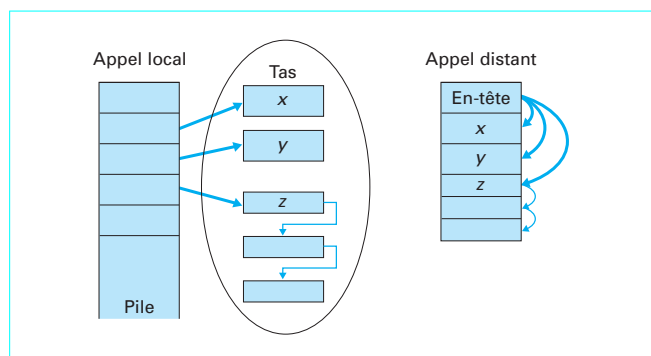 Appel local
Tas
x
y
z
Pile
Appel distant
En-tête
x
y
z